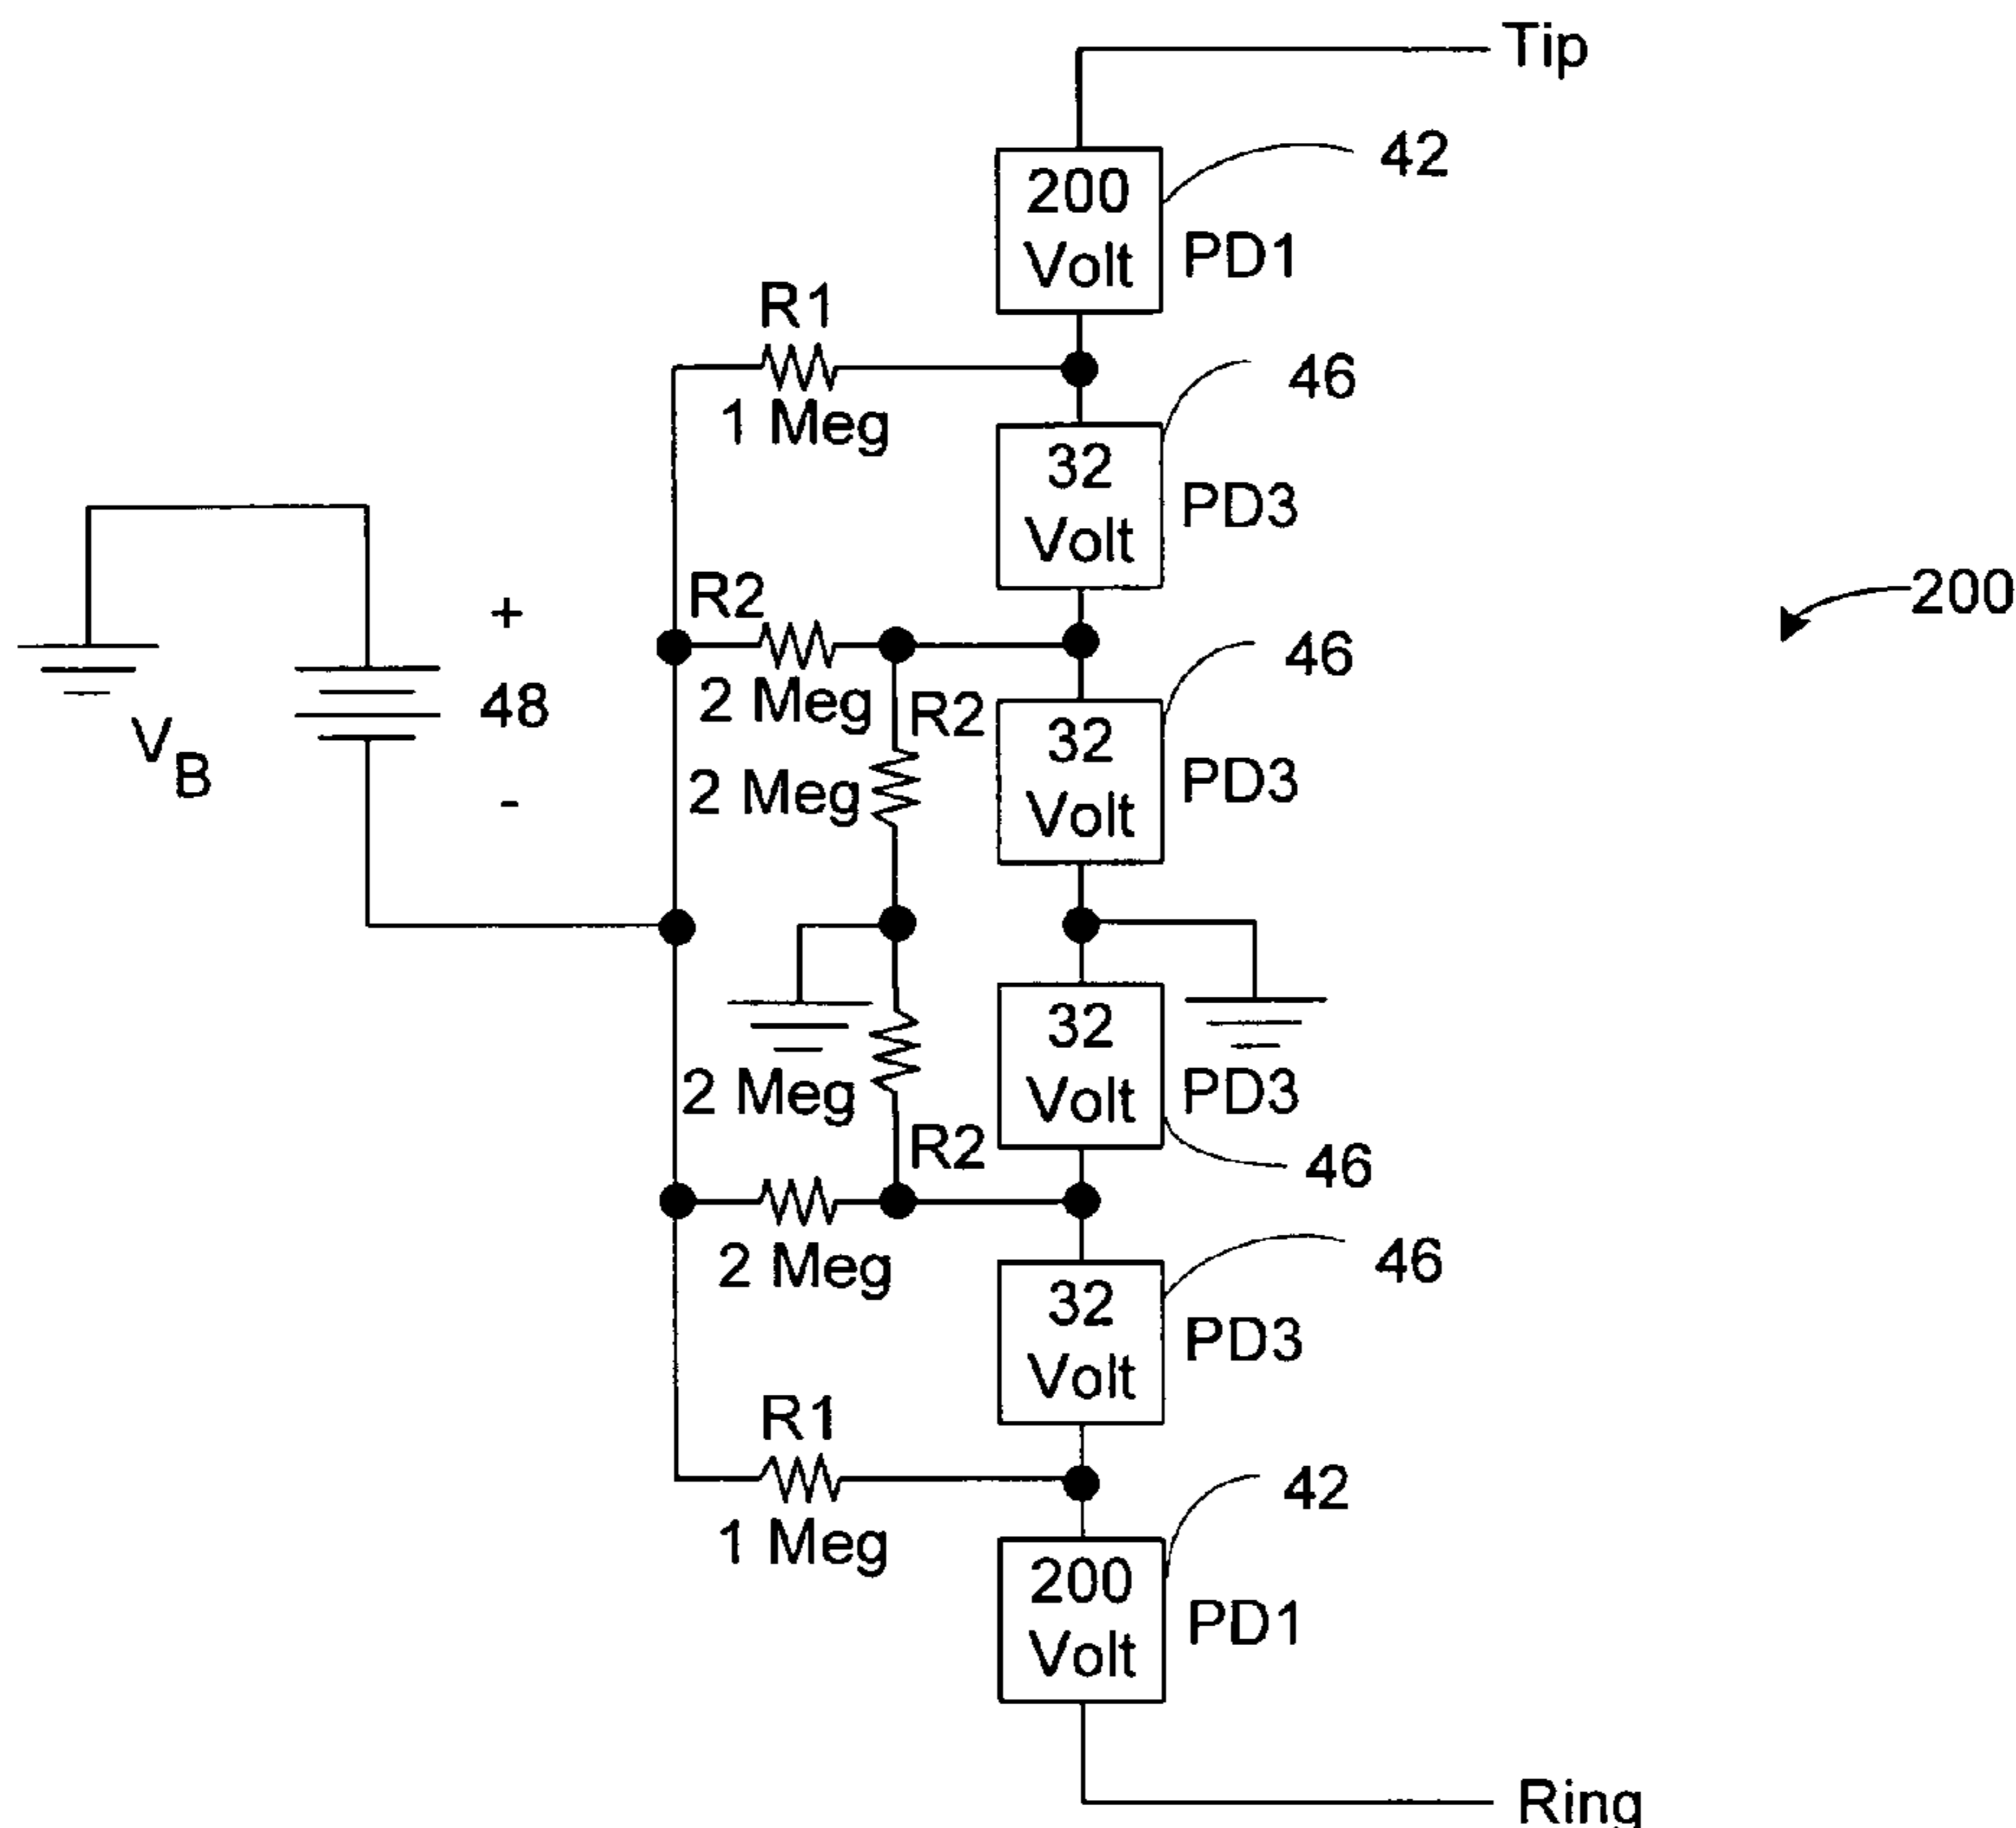 Tip
42
200
Volt
PD1
R1
1 Meg
46
32
Volt
PD3
200
R2
2 Meg
+
48
-
VB
46
R2
2 Meg
32
Volt
PD3
32
Volt
PD3
2 Meg
R2
46
2 Meg
46
32
Volt
PD3
R1
1 Meg
42
200
Volt
PD1
Ring